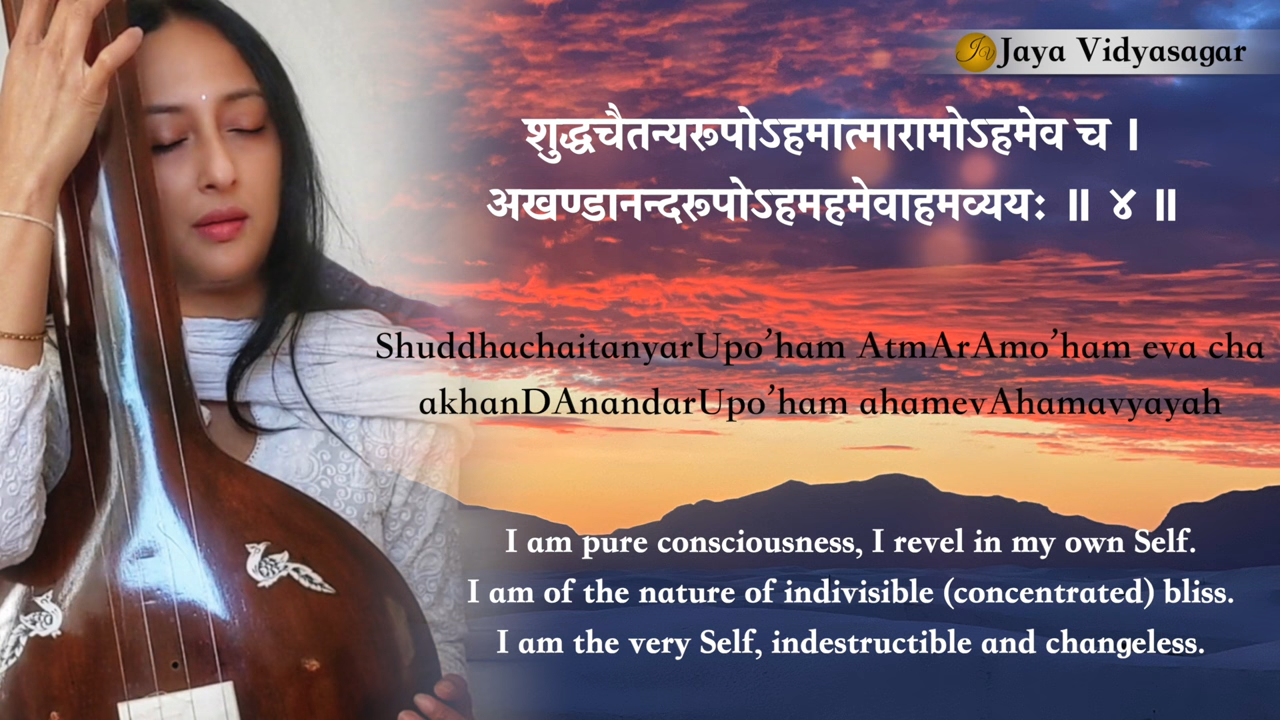 Jaya Vidyasagar
शुद्धचैतन्यरूपोऽहमात्मारामोऽहमेव च ।
अखण्डानन्दरूपोऽहमहमेवाहमव्ययः ॥ ४ ॥
ShuddhachaitanyarUpo’ham AtmArAmo’ham eva cha
akhanDAnandarUpo’ham ahamevAhamavyayah
I am pure consciousness, I revel in my own Self.
I am of the nature of indivisible (concentrated) bliss.
I am the very Self, indestructible and changeless.